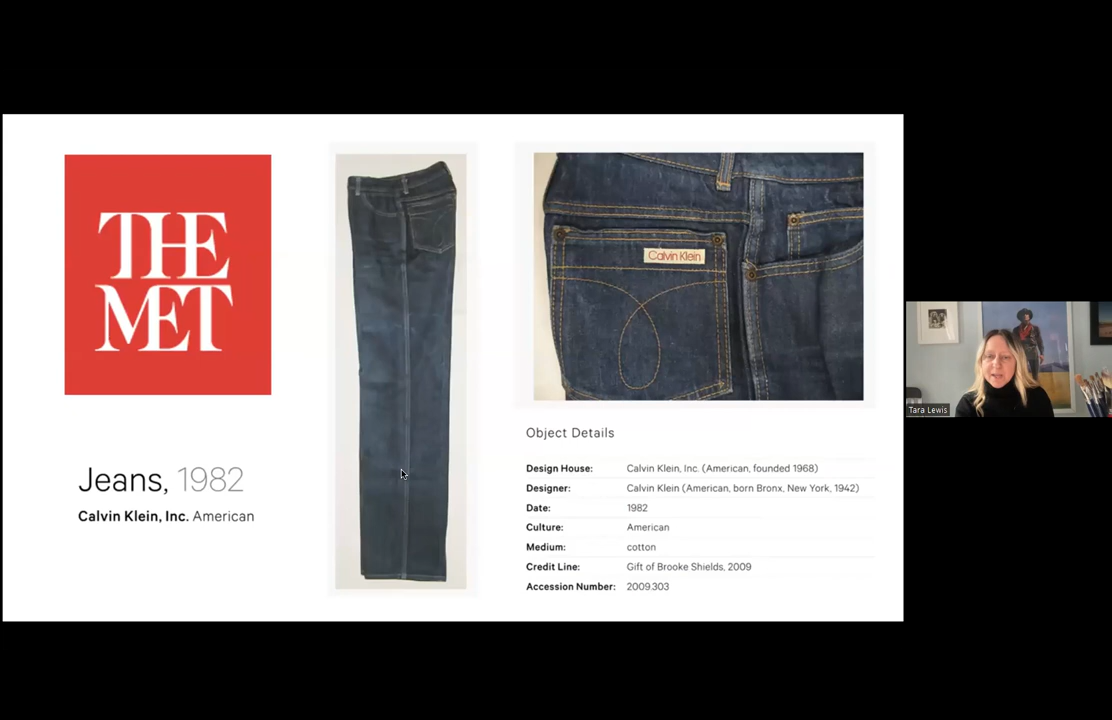 THE
MET
Jeans, 1982
Calvin Klein, Inc. American
Calvin Klein
Object Details
Design House: Calvin Klein, Inc. (American, founded 1968)
Designer: Calvin Klein (American, born Bronx, New York, 1942)
Date: 1982
Culture: American
Medium: cotton
Credit Line: Gift of Brooke Shields, 2009
Accession Number: 2009.303
Tara Lewis